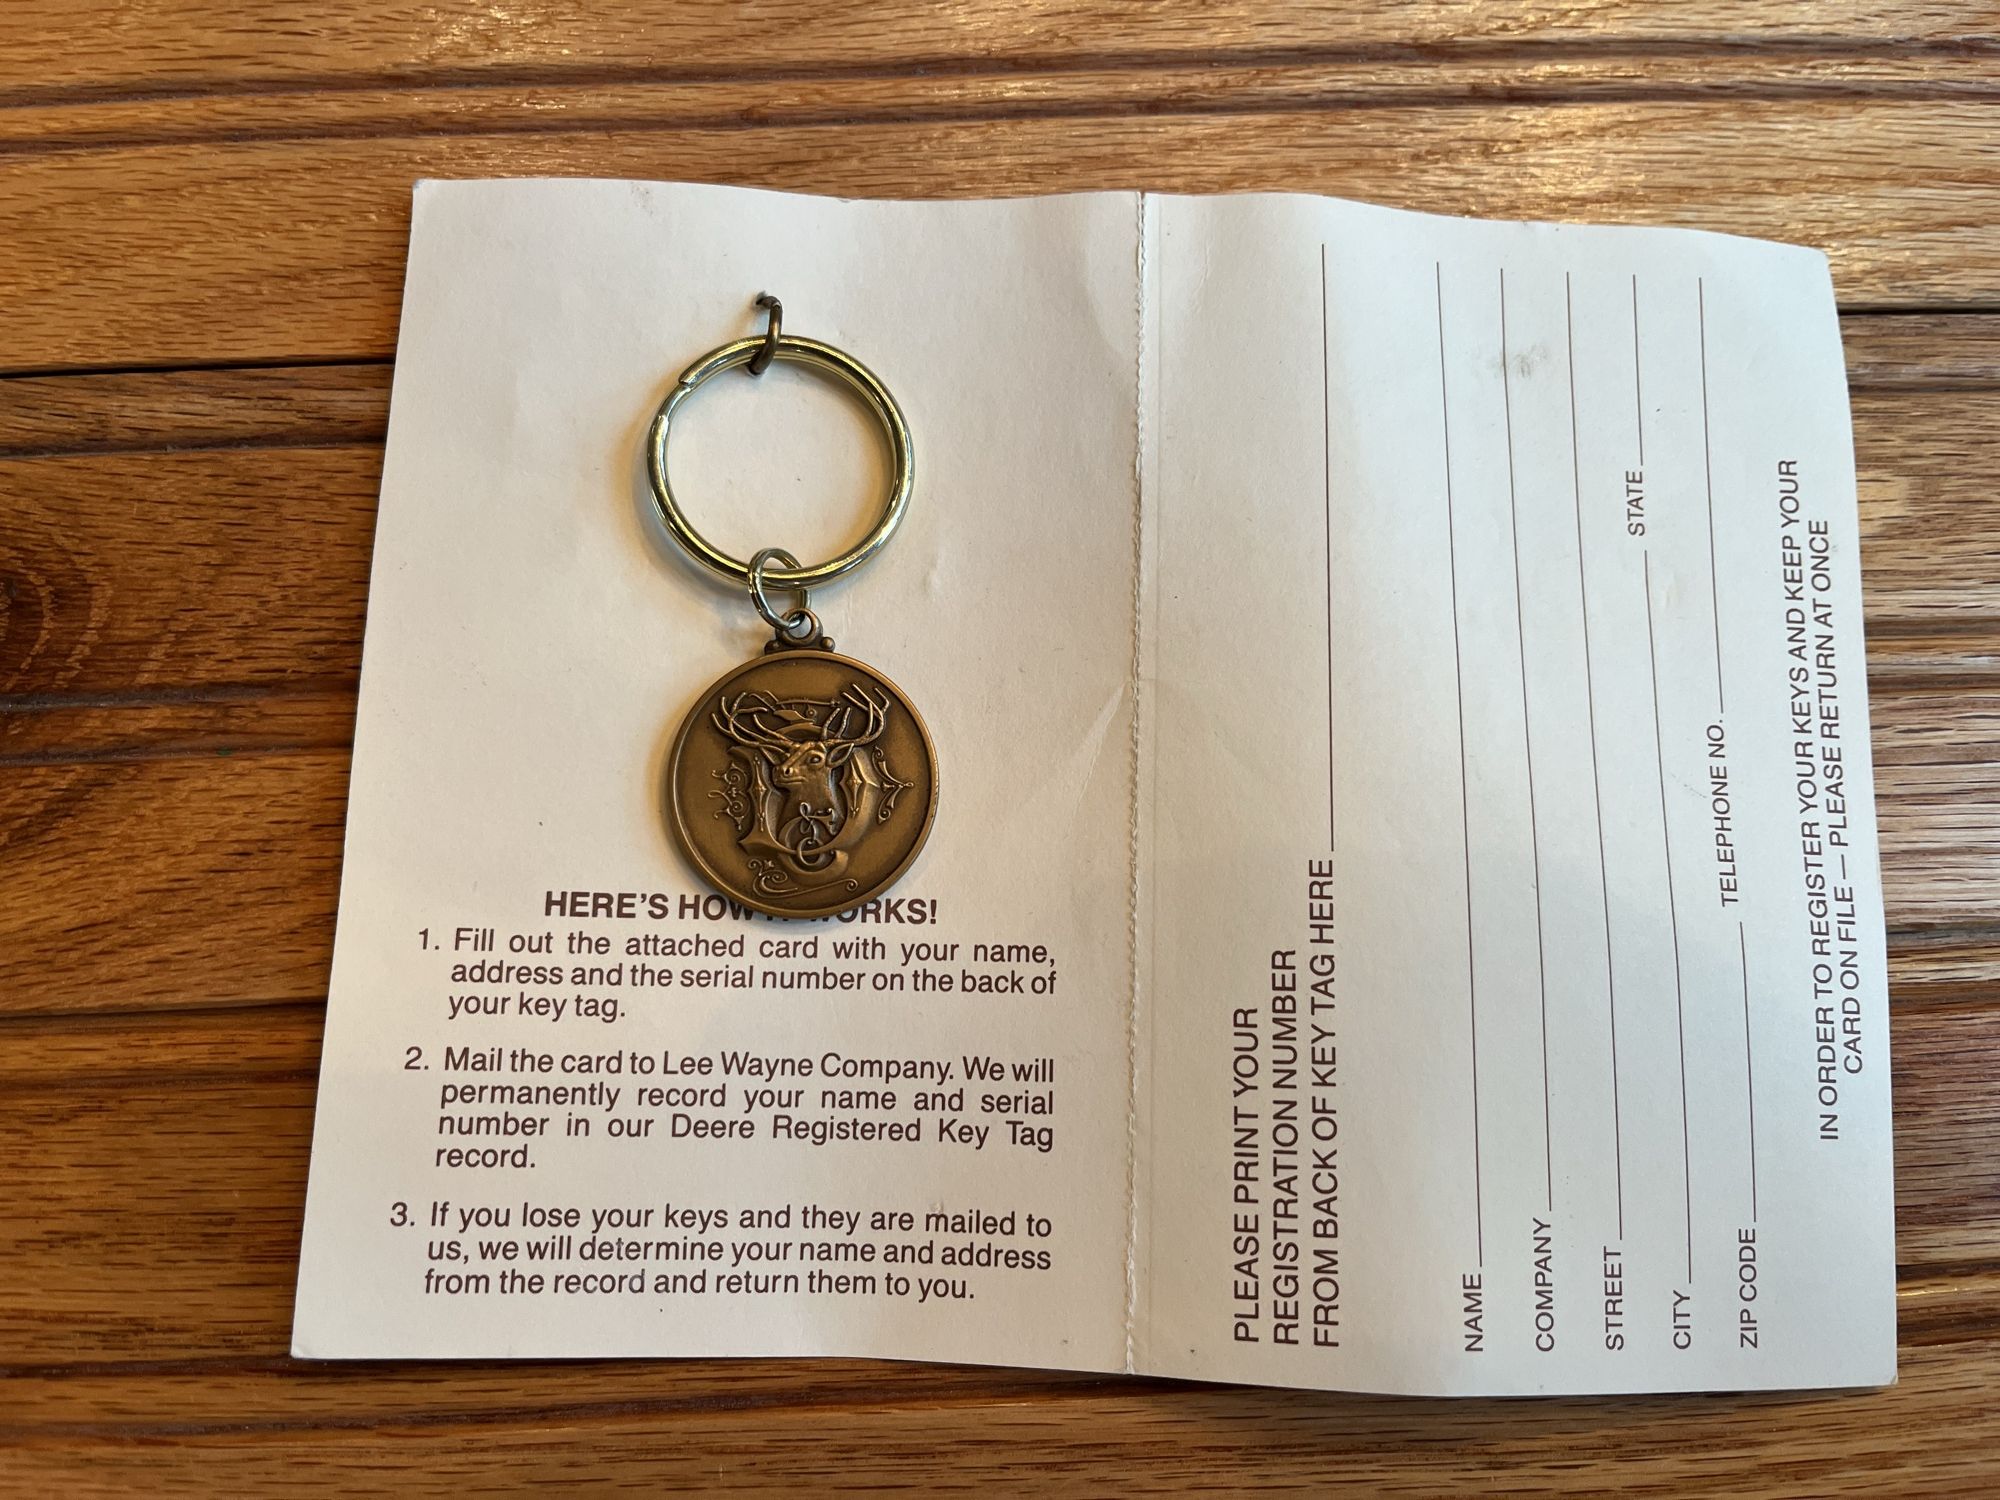 HERE'S HOW IT WORKS!
1. Fill out the attached card with your name,
address and the serial number on the back of
your key tag.
2. Mail the card to Lee Wayne Company. We will
permanently record your name and serial
number in our Deere Registered Key Tag
record.
3. If you lose your keys and they are mailed to
us, we will determine your name and address
from the record and return them to you.
PLEASE PRINT YOUR
REGISTRATION NUMBER
FROM BACK OF KEY TAG HERE
NAME
COMPANY
STREET
CITY STATE
ZIP CODE TELEPHONE NO.
IN ORDER TO REGISTER YOUR KEYS AND KEEP YOUR
CARD ON FILE — PLEASE RETURN AT ONCE